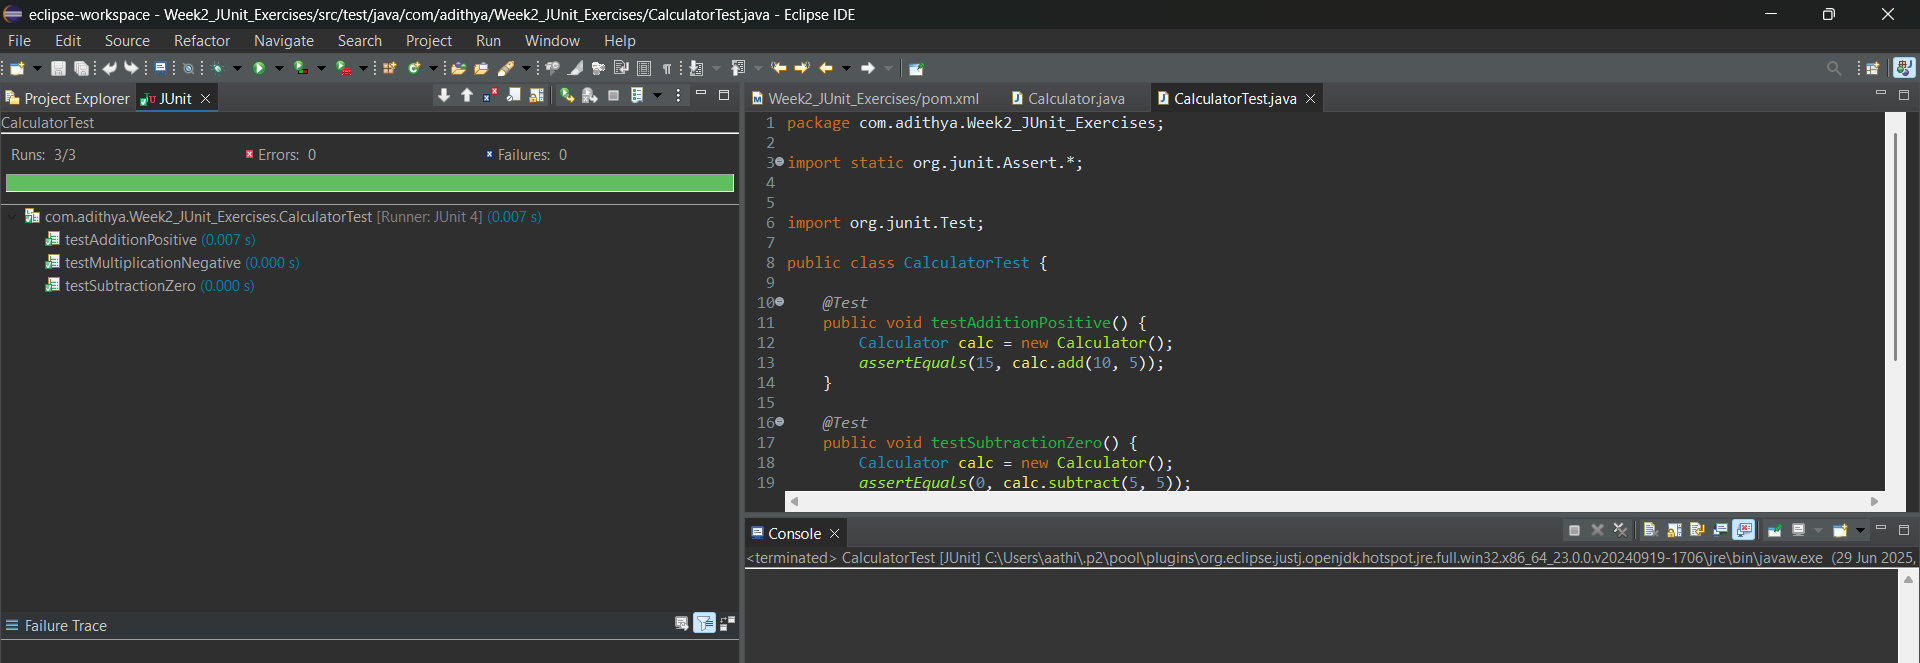 eclipse-workspace - Week2_JUnit_Exercises/src/test/java/com/adithya/Week2_JUnit_Exercises/CalculatorTest.java - Eclipse IDE
File Edit Source Refactor Navigate Search Project Run Window Help
Project Explorer JUnit
CalculatorTest
Runs: 3/3 Errors: 0 Failures: 0
com.adithya.Week2_JUnit_Exercises.CalculatorTest [Runner: JUnit 4] (0.007 s)
testAdditionPositive (0.007 s)
testMultiplicationNegative (0.000 s)
testSubtractionZero (0.000 s)
Failure Trace
Week2_JUnit_Exercises/pom.xml Calculator.java CalculatorTest.java
1 package com.adithya.Week2_JUnit_Exercises;
2
3 import static org.junit.Assert.*;
4
5
6 import org.junit.Test;
7
8 public class CalculatorTest {
9
10 @Test
11 public void testAdditionPositive() {
12 Calculator calc = new Calculator();
13 assertEquals(15, calc.add(10, 5));
14 }
15
16 @Test
17 public void testSubtractionZero() {
18 Calculator calc = new Calculator();
19 assertEquals(0, calc.subtract(5, 5));
Console
<terminated> CalculatorTest [JUnit] C:\Users\aathi\.p2\pool\plugins\org.eclipse.justj.openjdk.hotspot.jre.full.win32.x86_64_23.0.0.v20240919-1706\jre\bin\javaw.exe (29 Jun 2025,